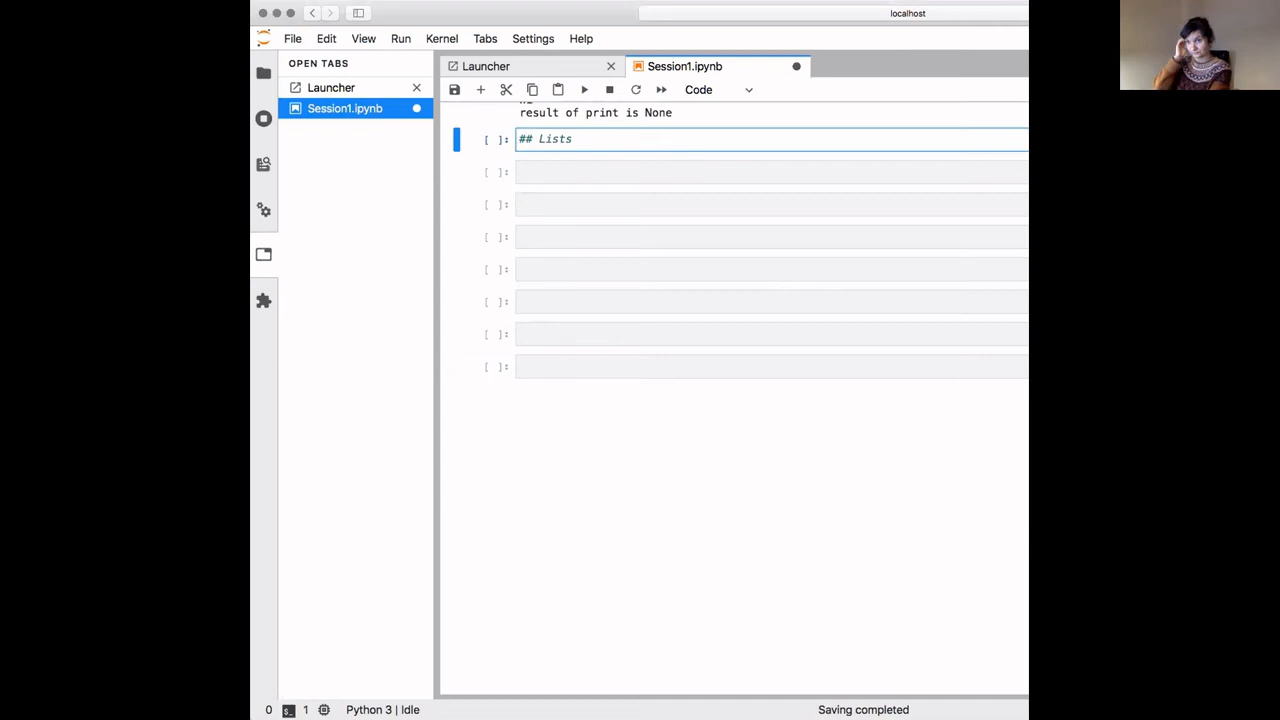 localhost
File Edit View Run Kernel Tabs Settings Help
OPEN TABS
Launcher
Session1.ipynb
Launcher
Session1.ipynb
Code
result of print is None
[ ]: ## Lists
[ ]:
[ ]:
[ ]:
[ ]:
[ ]:
[ ]:
[ ]:
0 $_ 1 Python 3 | Idle Saving completed